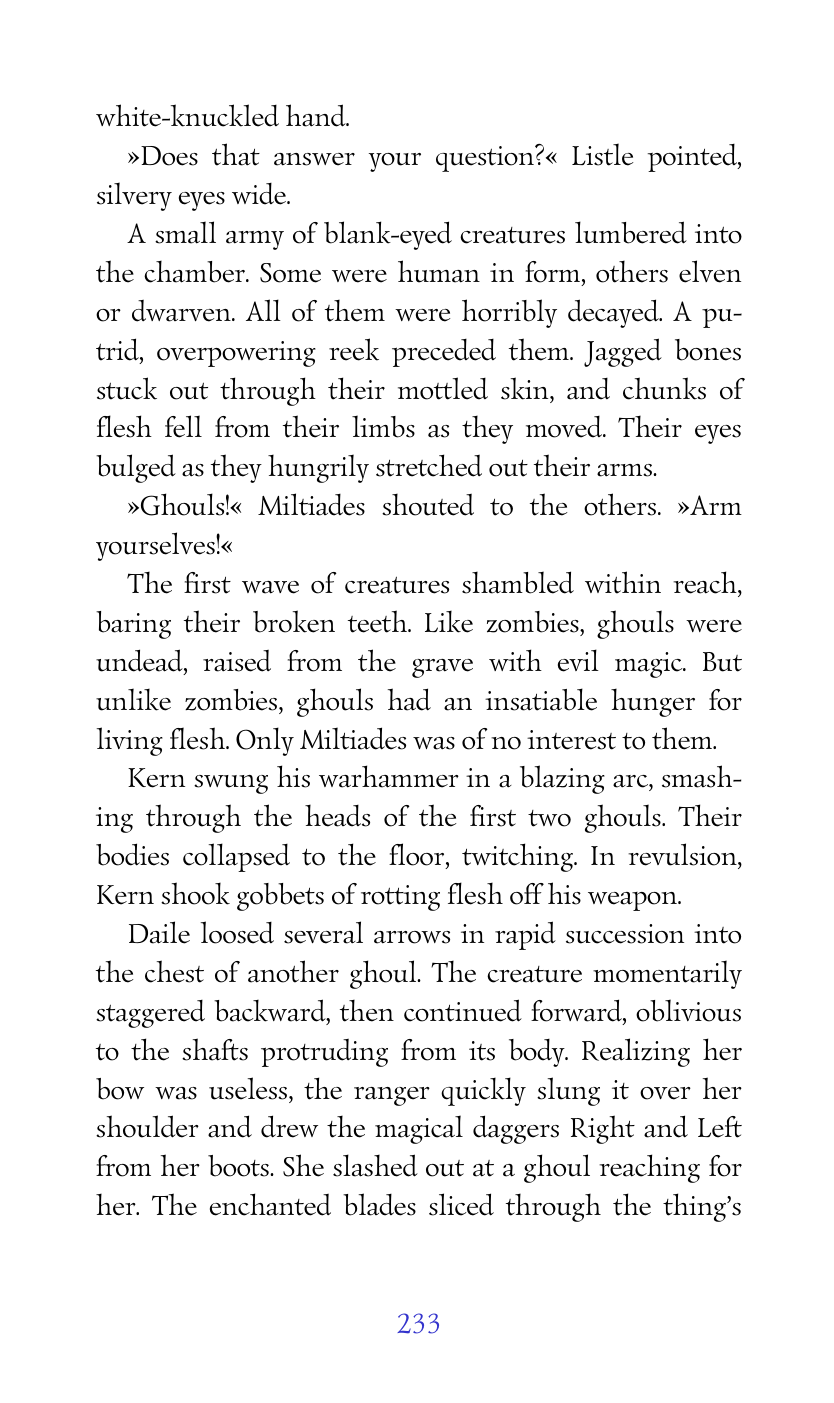 white-knuckled hand.
»Does that answer your question?« Listle pointed,
silvery eyes wide.
A small army of blank-eyed creatures lumbered into
the chamber. Some were human in form, others elven
or dwarven. All of them were horribly decayed. A pu-
trid, overpowering reek preceded them. Jagged bones
stuck out through their mottled skin, and chunks of
flesh fell from their limbs as they moved. Their eyes
bulged as they hungrily stretched out their arms.
»Ghouls!« Miltiades shouted to the others. »Arm
yourselves!«
The first wave of creatures shambled within reach,
baring their broken teeth. Like zombies, ghouls were
undead, raised from the grave with evil magic. But
unlike zombies, ghouls had an insatiable hunger for
living flesh. Only Miltiades was of no interest to them.
Kern swung his warhammer in a blazing arc, smash-
ing through the heads of the first two ghouls. Their
bodies collapsed to the floor, twitching. In revulsion,
Kern shook gobbets of rotting flesh off his weapon.
Daile loosed several arrows in rapid succession into
the chest of another ghoul. The creature momentarily
staggered backward, then continued forward, oblivious
to the shafts protruding from its body. Realizing her
bow was useless, the ranger quickly slung it over her
shoulder and drew the magical daggers Right and Left
from her boots. She slashed out at a ghoul reaching for
her. The enchanted blades sliced through the thing’s
233